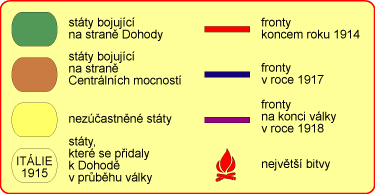 státy bojující
na straně Dohody
státy bojující
na straně
Centrálních mocností
nezúčastněné státy
ITÁLIE
1915
státy,
které se přidaly
k Dohodě
v průběhu války
fronty
koncem roku 1914
fronty
v roce 1917
fronty
na konci války
v roce 1918
největší bitvy